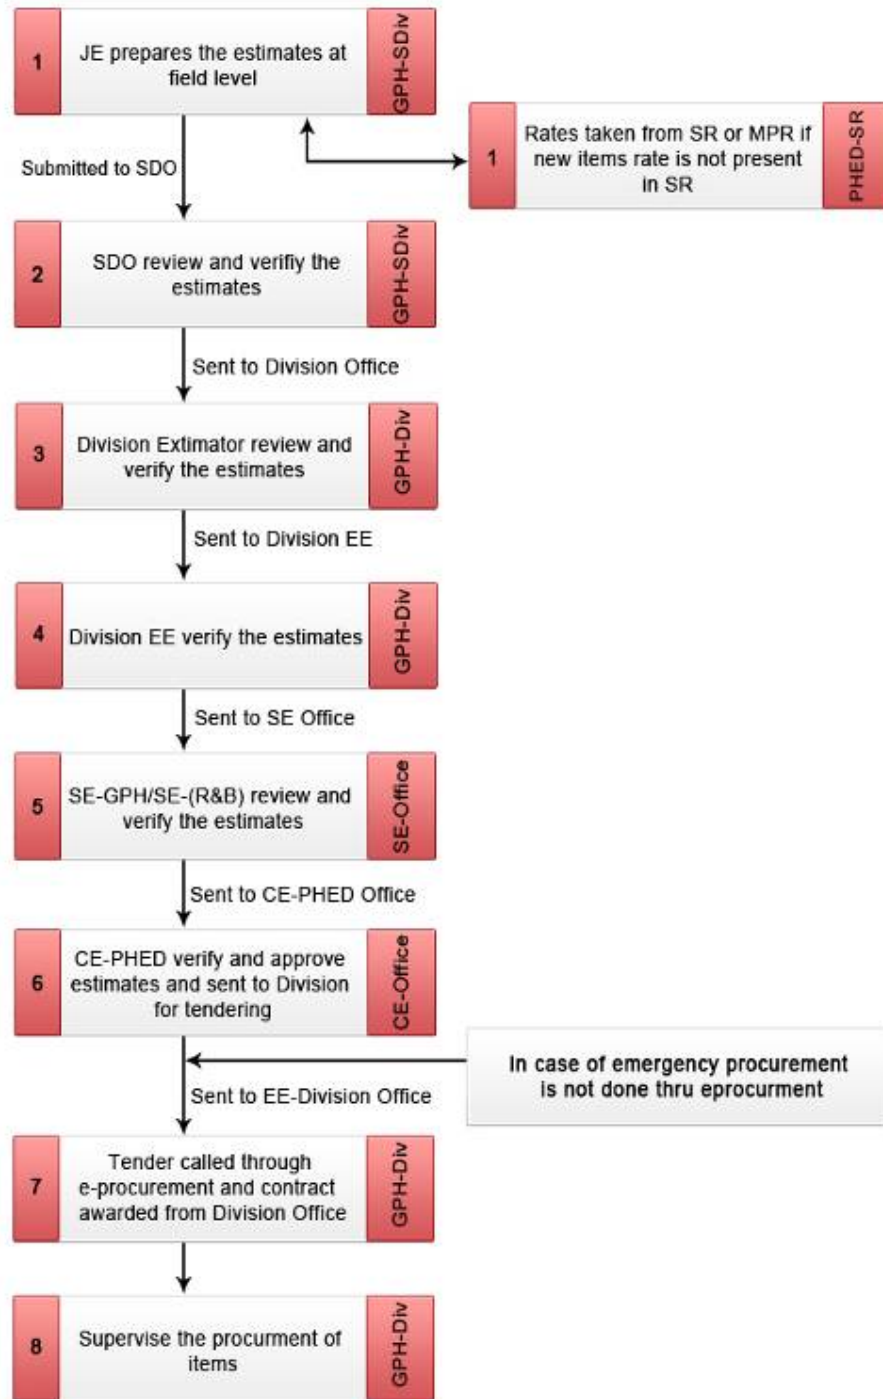 1
JE prepares the estimates at
field level
GPH-SDiv
Submitted to SDO
1
Rates taken from SR or MPR if
new items rate is not present
in SR
PHED-SR
2
SDO review and verifiy the
estimates
GPH-SDiv
Sent to Division Office
3
Division Extimator review and
verify the estimates
GPH-Div
Sent to Division EE
4
Division EE verify the estimates
GPH-Div
Sent to SE Office
5
SE-GPH/SE-(R&B) review and
verify the estimates
SE-Office
Sent to CE-PHED Office
6
CE-PHED verify and approve
estimates and sent to Division
for tendering
CE-Office
In case of emergency procurement
is not done thru eprocurment
Sent to EE-Division Office
7
Tender called through
e-procurement and contract
awarded from Division Office
GPH-Div
8
Supervise the procurment of
items
GPH-Div